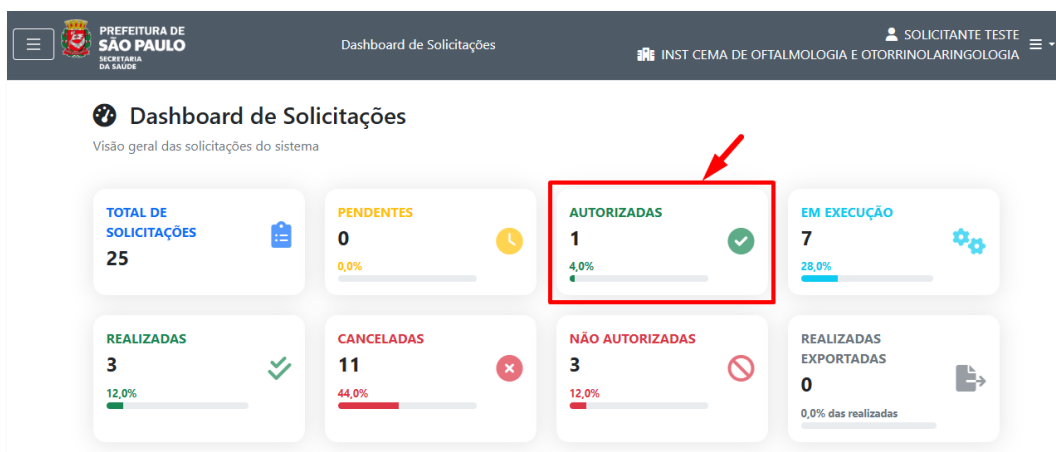 PREFEITURA DE
SÃO PAULO
SECRETARIA
DA SAÚDE
Dashboard de Solicitações
SOLICITANTE TESTE
INST CEMA DE OFTALMOLOGIA E OTORRINOLARINGOLOGIA
Dashboard de Solicitações
Visão geral das solicitações do sistema
TOTAL DE
SOLICITAÇÕES
25
PENDENTES
0
0,0%
AUTORIZADAS
1
4,0%
EM EXECUÇÃO
7
28,0%
REALIZADAS
3
12,0%
CANCELADAS
11
44,0%
NÃO AUTORIZADAS
3
12,0%
REALIZADAS
EXPORTADAS
0
0,0% das realizadas